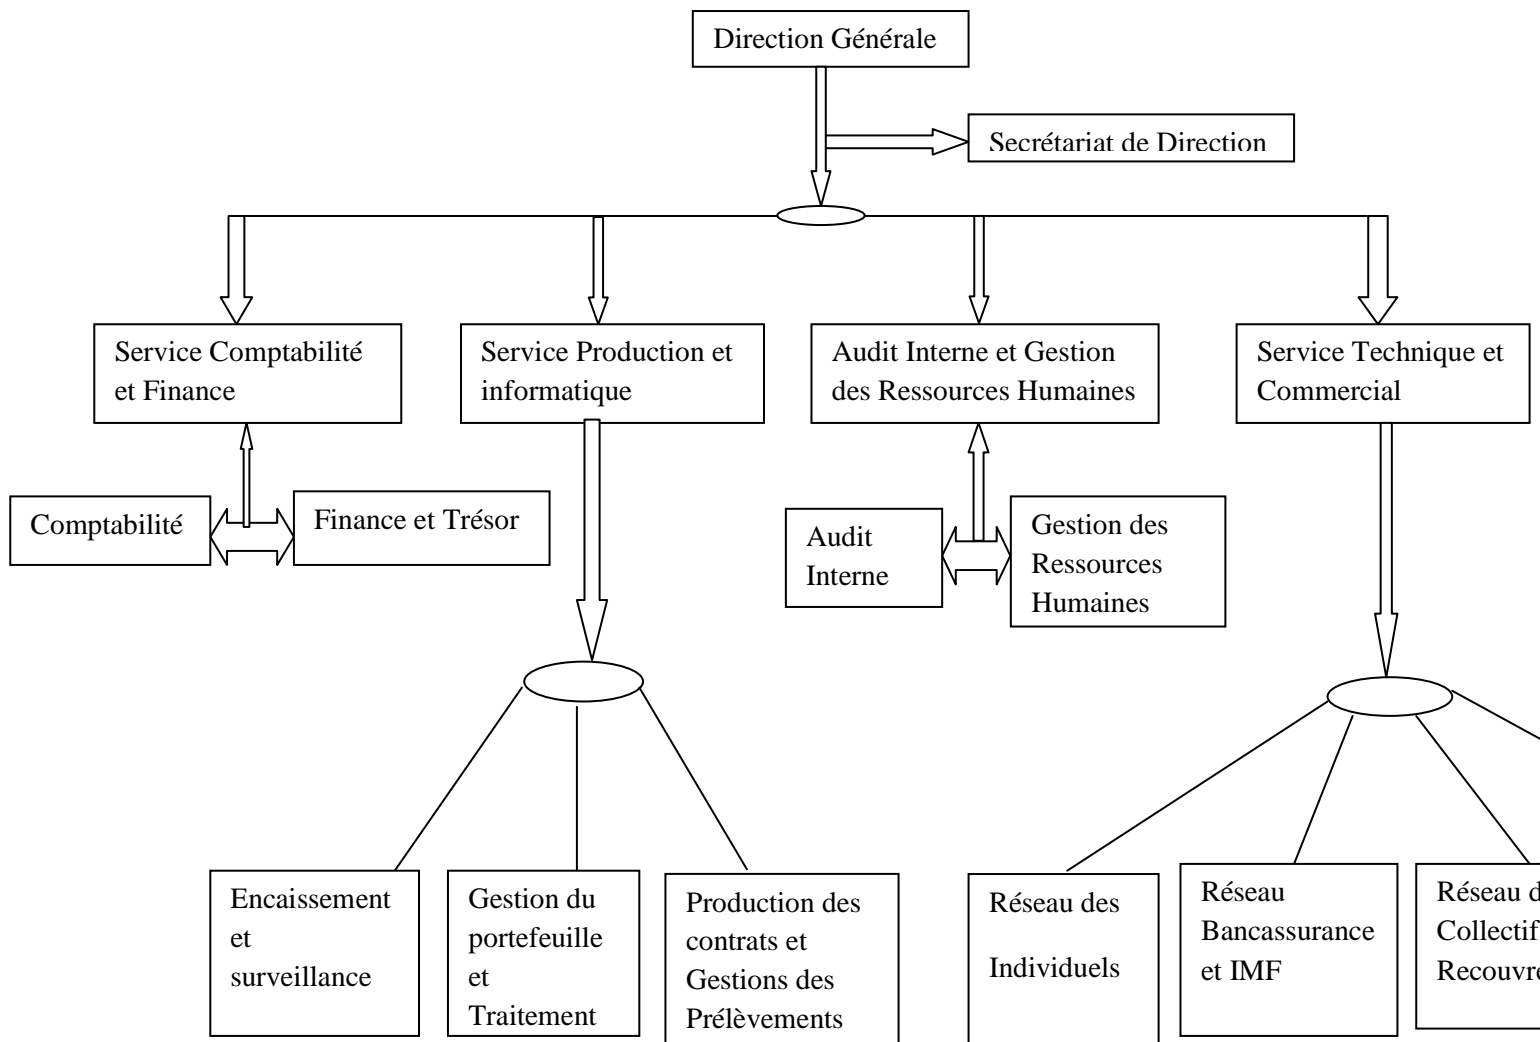 Direction Générale
Secrétariat de Direction
Service Comptabilité
et Finance
Service Production et
informatique
Audit Interne et Gestion
des Ressources Humaines
Service Technique et
Commercial
Comptabilité
Finance et Trésor
Audit
Interne
Gestion des
Ressources
Humaines
Encaissement
et
surveillance
Gestion du
portefeuille
et
Traitement
Production des
contrats et
Gestions des
Prélèvements
Réseau des
Individuels
Réseau
Bancassurance
et IMF
Réseau
Collectif